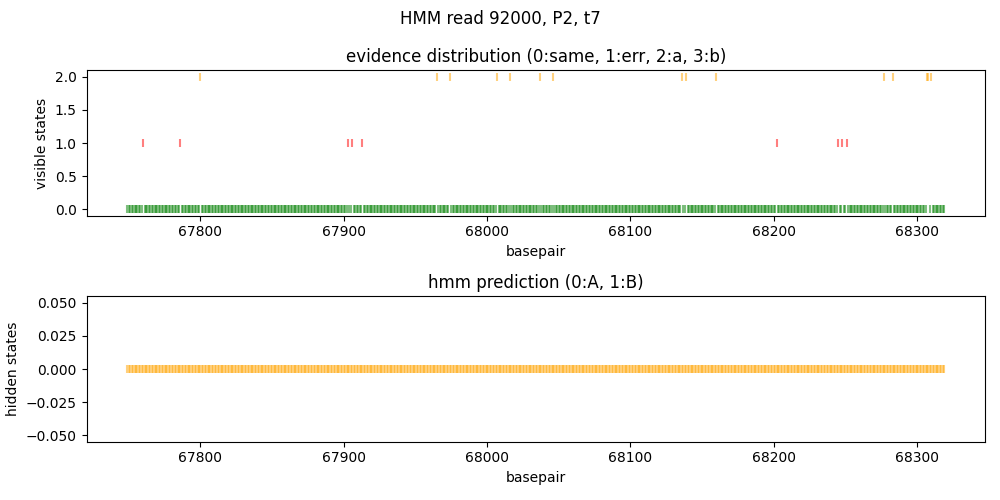 HMM read 92000, P2, t7
evidence distribution (0:same, 1:err, 2:a, 3:b)
visible states
2.0
1.5
1.0
0.5
0.0
67800 67900 68000 68100 68200 68300
basepair
hmm prediction (0:A, 1:B)
hidden states
0.050
0.025
0.000
−0.025
−0.050
67800 67900 68000 68100 68200 68300
basepair